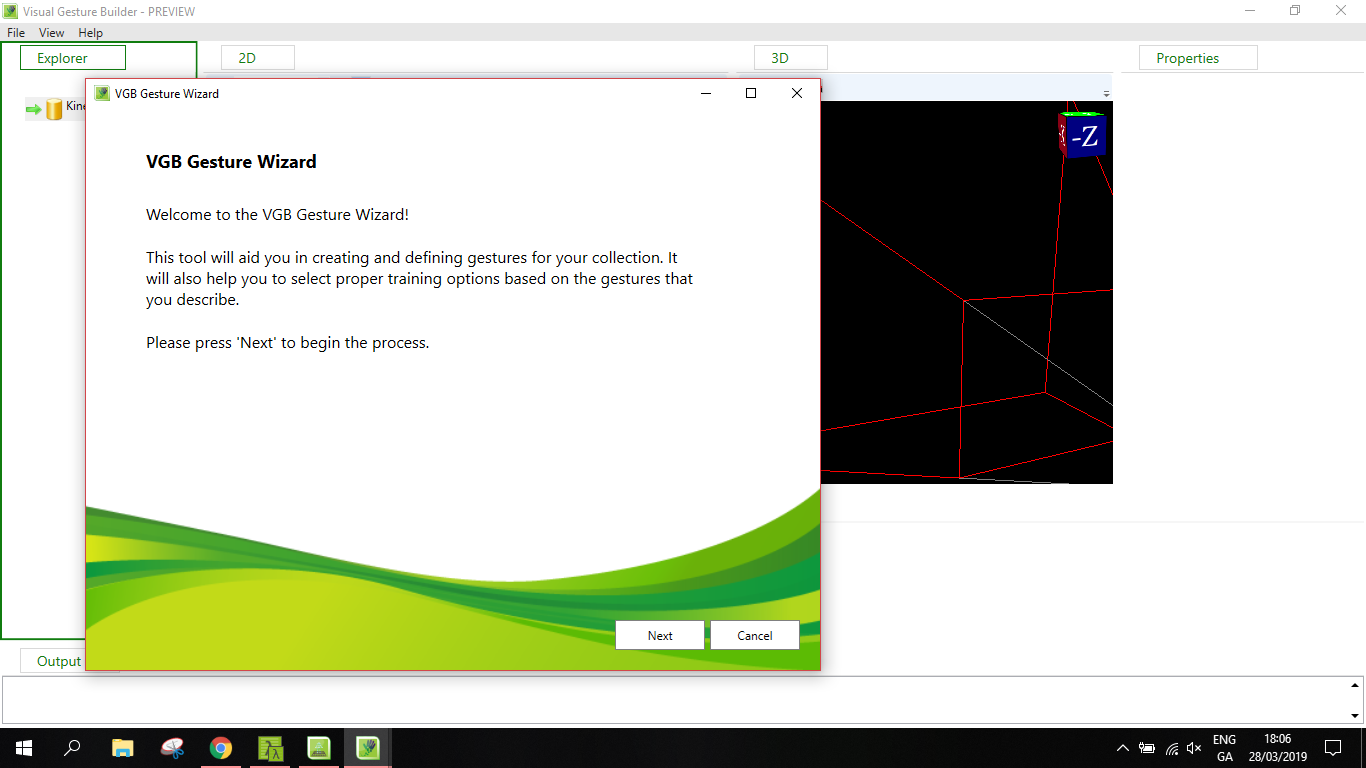 Visual Gesture Builder - PREVIEW
File View Help
Explorer
2D
3D
Properties
Kine
VGB Gesture Wizard
VGB Gesture Wizard
Welcome to the VGB Gesture Wizard!
This tool will aid you in creating and defining gestures for your collection. It
will also help you to select proper training options based on the gestures that
you describe.
Please press 'Next' to begin the process.
-Z
Next
Cancel
Output
ENG
GA
18:06
28/03/2019